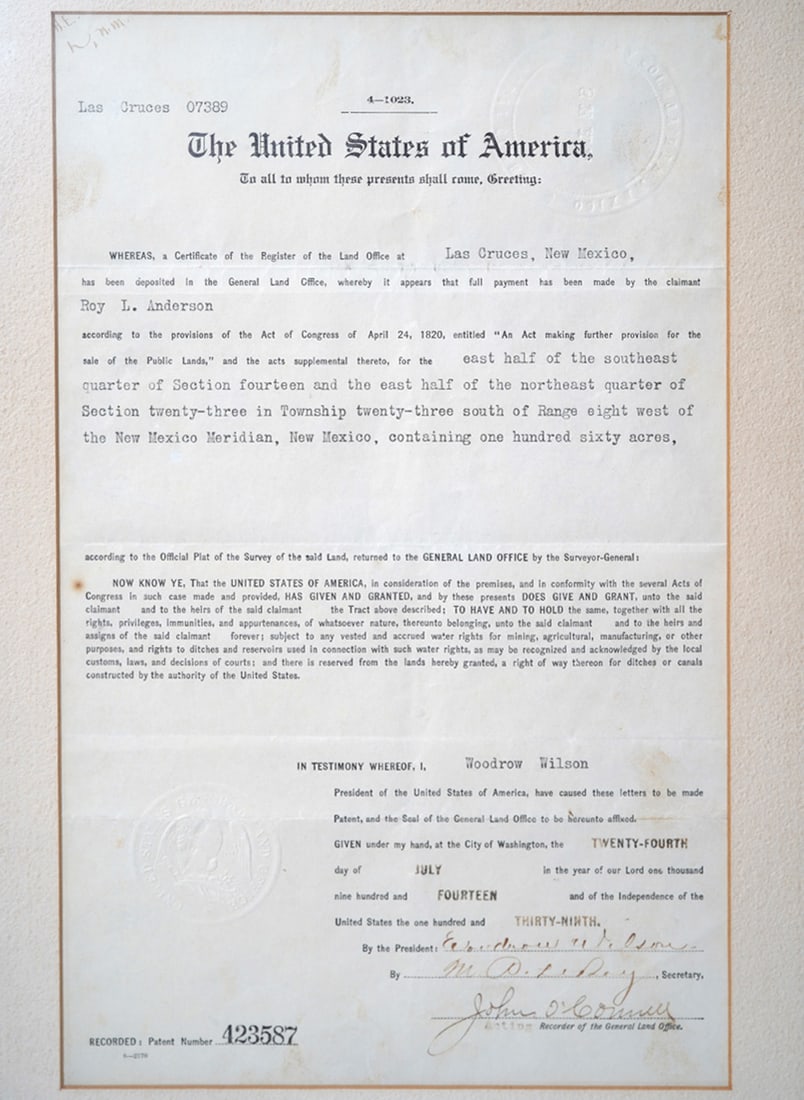 Las Cruces 07389
4—1023.
The United States of America,
To all to whom these presents shall come, Greeting:
WHEREAS, a Certificate of the Register of the Land Office at Las Cruces, New Mexico,
has been deposited in the General Land Office, whereby it appears that full payment has been made by the claimant
Roy L. Anderson
according to the provisions of the Act of Congress of April 24, 1820, entitled "An Act making further provision for the
sale of the Public Lands," and the acts supplemental thereto, for the east half of the southeast
quarter of Section fourteen and the east half of the northeast quarter of
Section twenty-three in Township twenty-three south of Range eight west of
the New Mexico Meridian, New Mexico, containing one hundred sixty acres,
according to the Official Plat of the Survey of the said Land, returned to the GENERAL LAND OFFICE by the Surveyor-General:
NOW KNOW YE, That the UNITED STATES OF AMERICA, in consideration of the premises, and in conformity with the several Acts of
Congress in such case made and provided, HAS GIVEN AND GRANTED, and by these presents DOES GIVE AND GRANT, unto the said
claimant and to the heirs of the said claimant the Tract above described; TO HAVE AND TO HOLD the same, together with all the
rights, privileges, immunities, and appurtenances, of whatsoever nature, thereunto belonging, unto the said claimant and to the heirs and
assigns of the said claimant forever; subject to any vested and accrued water rights for mining, agricultural, manufacturing, or other
purposes, and rights to ditches and reservoirs used in connection with such water rights, as may be recognized and acknowledged by the local
customs, laws, and decisions of courts; and there is reserved from the lands hereby granted, a right of way thereon for ditches or canals
constructed by the authority of the United States.
IN TESTIMONY WHEREOF, I, Woodrow Wilson
President of the United States of America, have caused these letters to be made
Patent, and the Seal of the General Land Office to be hereunto affixed.
GIVEN under my hand, at the City of Washington, the TWENTY-FOURTH
day of JULY in the year of our Lord one thousand
nine hundred and FOURTEEN and of the Independence of the
United States the one hundred and THIRTY-NINTH.
By the President: Woodrow Wilson
By M. P. LeRoy, Secretary,
John O'Connell
Acting Recorder of the General Land Office.
RECORDED: Patent Number 423587
6—2170